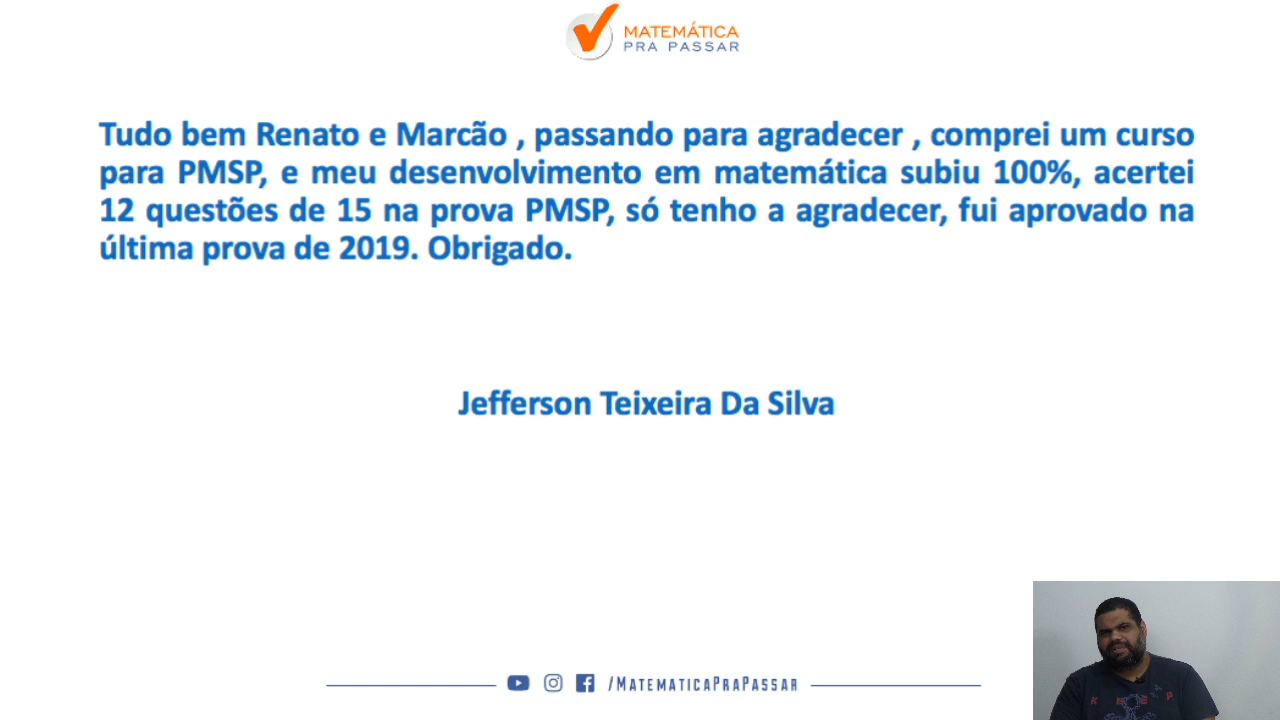 MATEMÁTICA
PRA PASSAR
Tudo bem Renato e Marcão , passando para agradecer , comprei um curso
para PMSP, e meu desenvolvimento em matemática subiu 100%, acertei
12 questões de 15 na prova PMSP, só tenho a agradecer, fui aprovado na
última prova de 2019. Obrigado.
Jefferson Teixeira Da Silva
/MATEMATICAPRAPASSAR